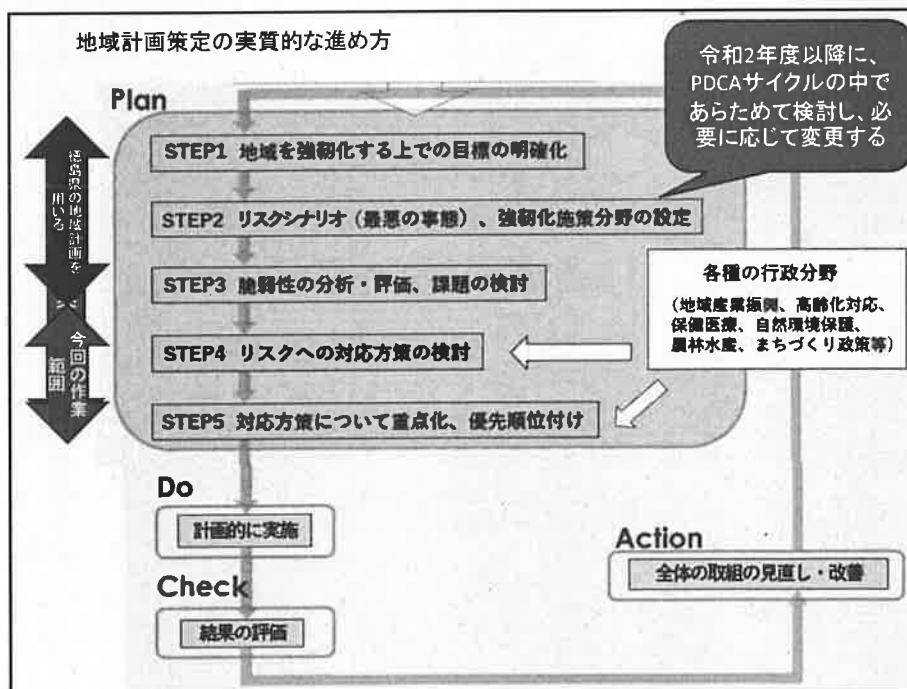 地域計画策定の実質的な進め方
令和2年度以降に、
PDCAサイクルの中で
あらためて検討し、必
要に応じて変更する
Plan
STEP1 地域を強靭化する上での目標の明確化
STEP2 リスクシナリオ（最悪の事態）、強靭化施策分野の設定
STEP3 脆弱性の分析・評価、課題の検討
STEP4 リスクへの対応方策の検討
STEP5 対応方策について重点化、優先順位付け
徳島県の地域計画を
用いる
今回の作業
範囲
各種の行政分野
（地域産業振興、高齢化対応、
保健医療、自然環境保護、
農林水産、まちづくり政策等）
Do
計画的に実施
Check
結果の評価
Action
全体の取組の見直し・改善